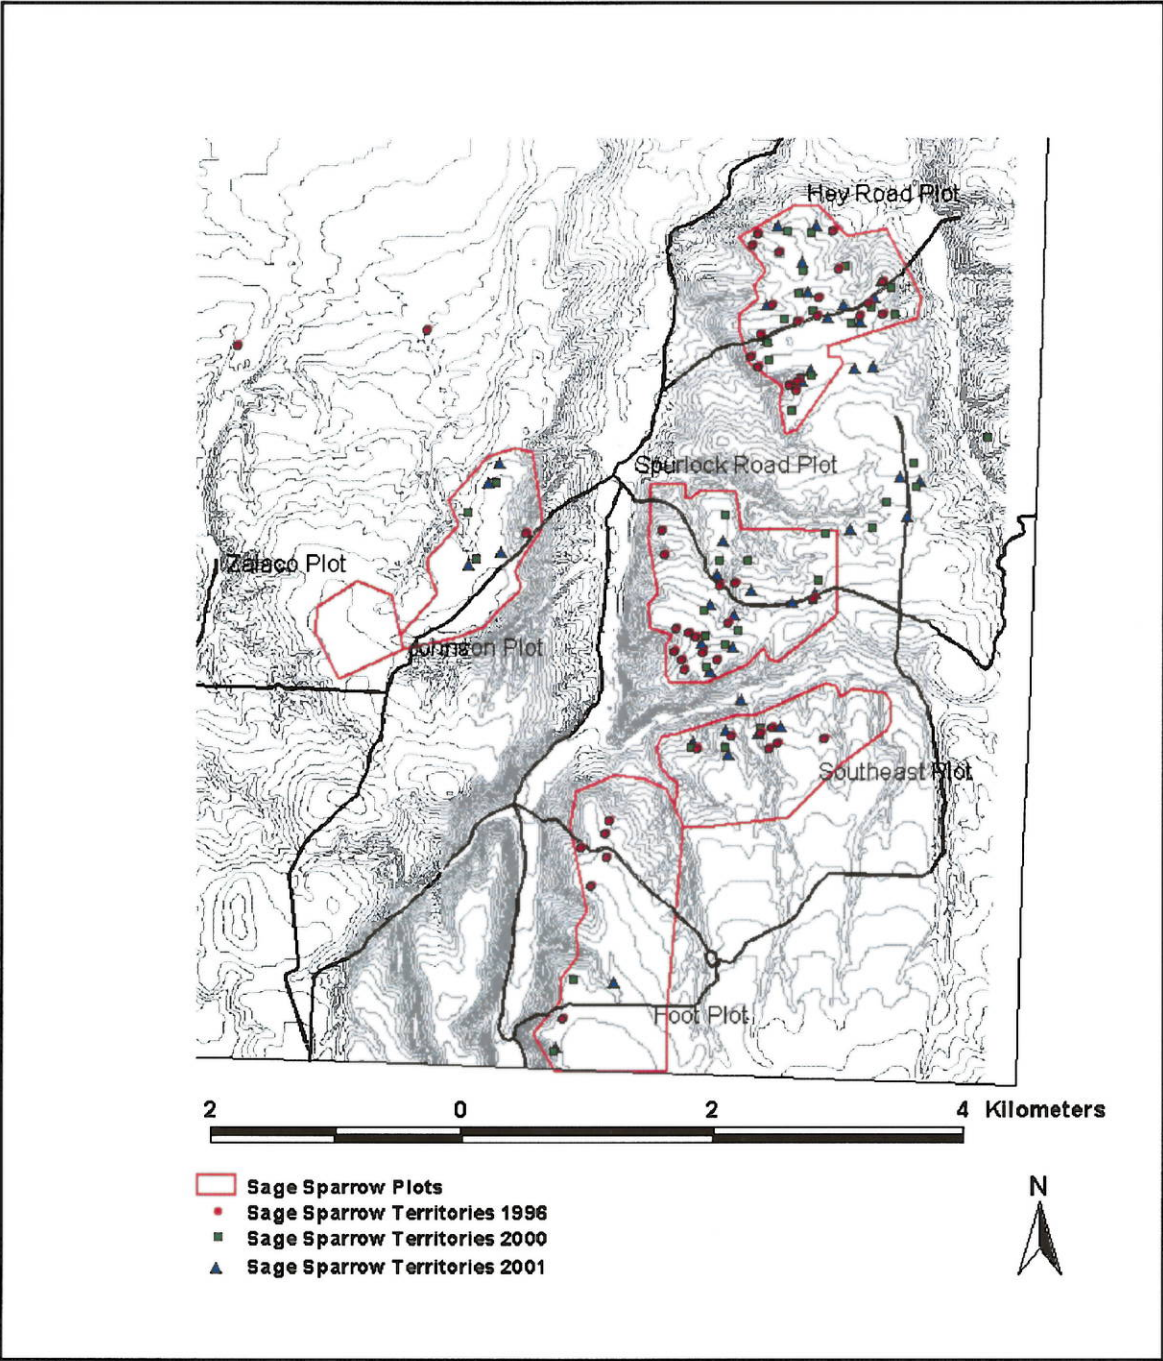 Hey Road Plot
Spurlock Road Plot
Zalaco Plot
Johnson Plot
Southeast Plot
Foot Plot
2 0 2 4 Kilometers
Sage Sparrow Plots
Sage Sparrow Territories 1996
Sage Sparrow Territories 2000
Sage Sparrow Territories 2001
N